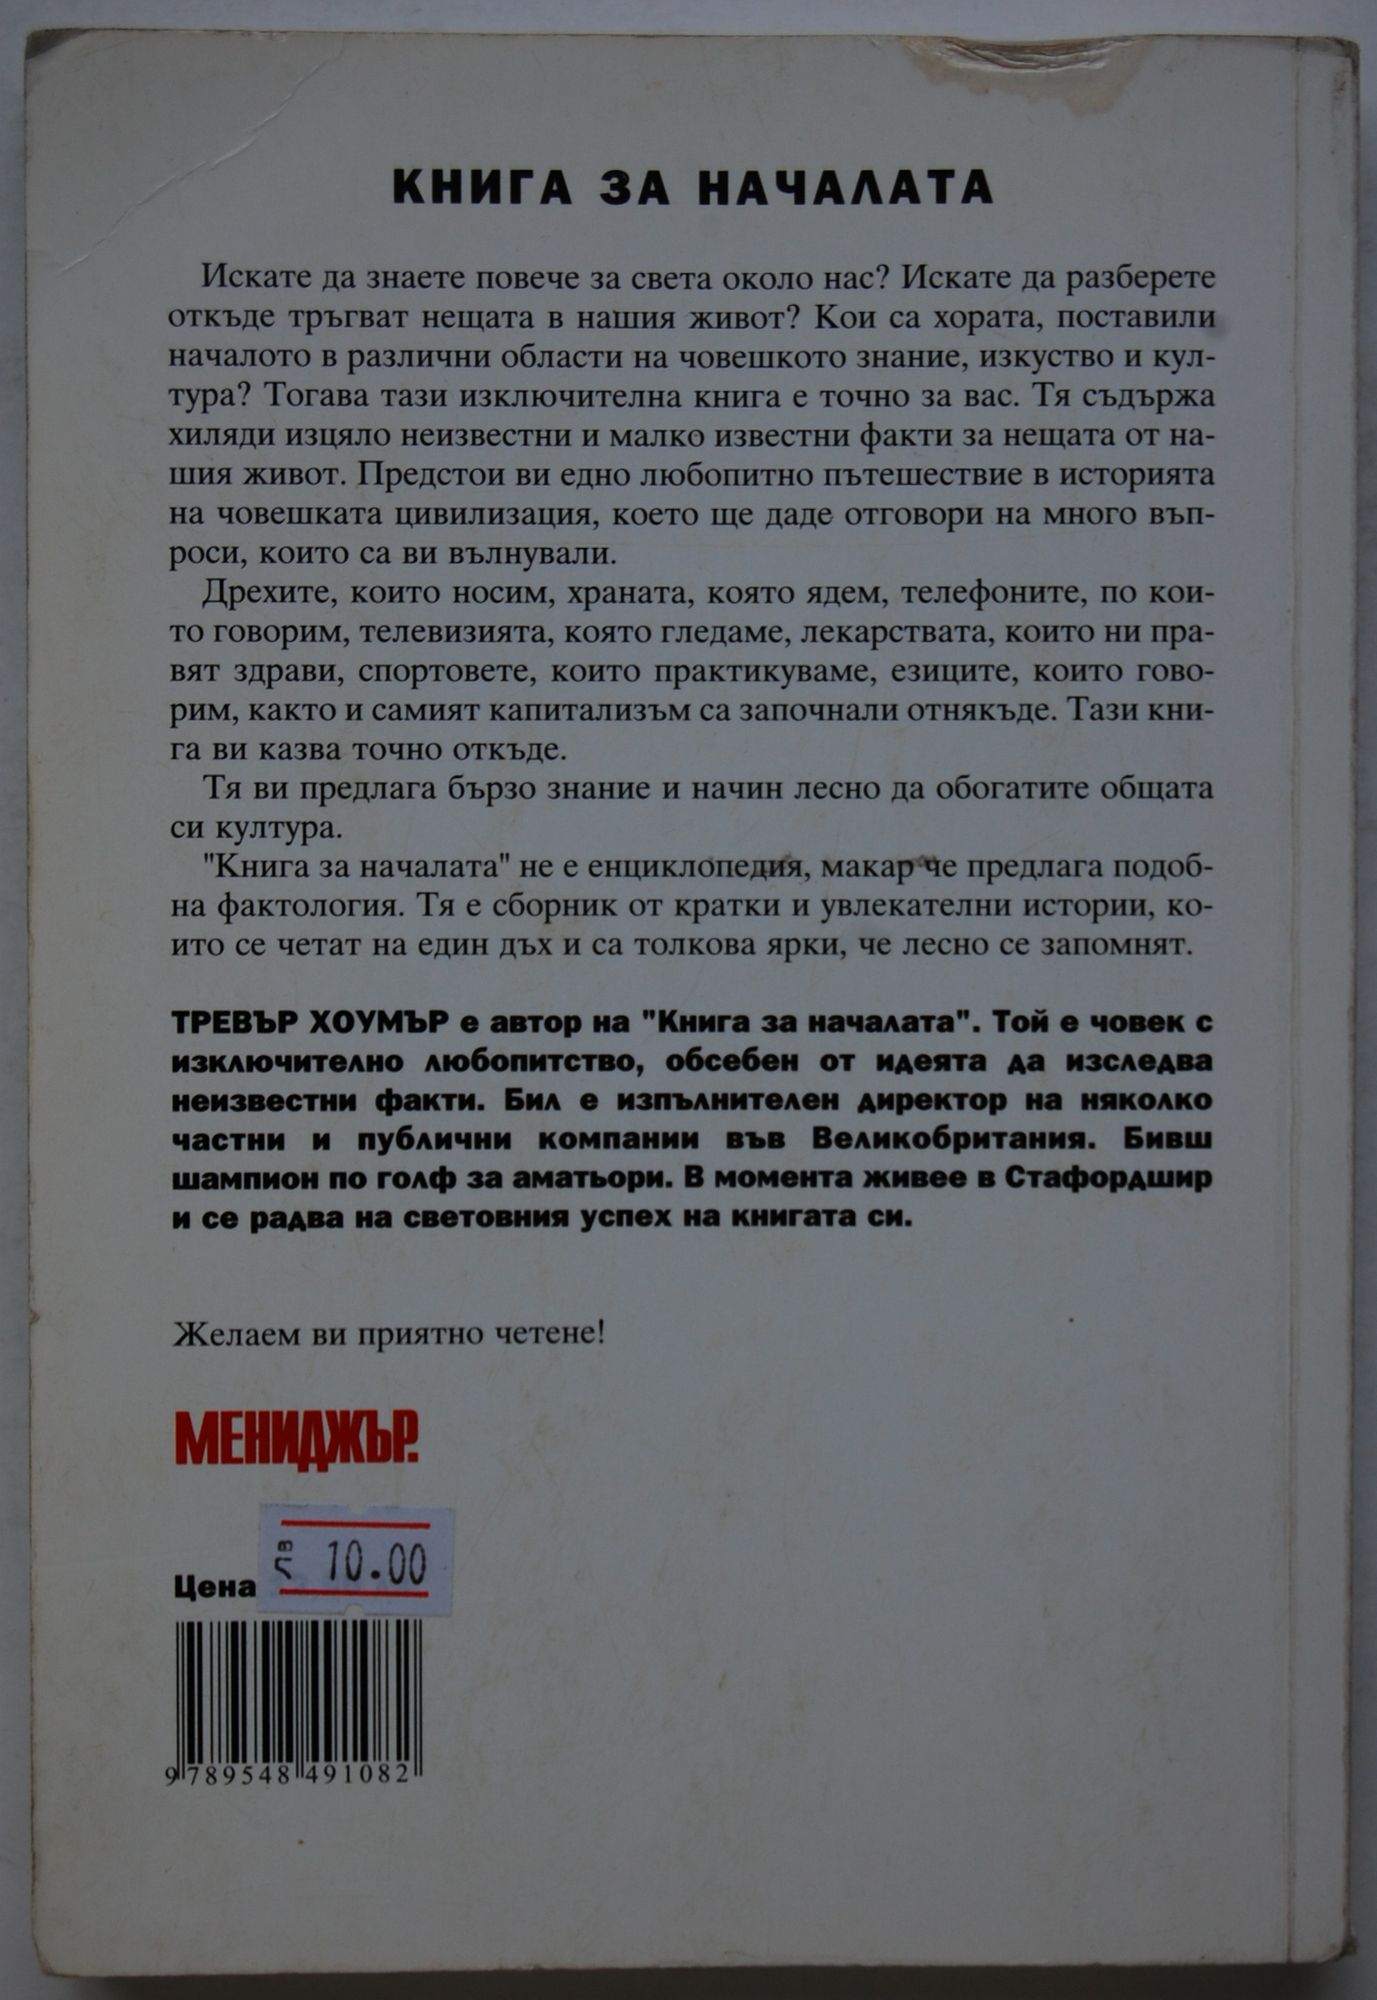 КНИГА ЗА НАЧАЛАТА
Искате да знаете повече за света около нас? Искате да разберете
откъде тръгват нещата в нашия живот? Кои са хората, поставили
началото в различни области на човешкото знание, изкуство и кул-
тура? Тогава тази изключителна книга е точно за вас. Тя съдържа
хиляди изцяло неизвестни и малко известни факти за нещата от на-
шия живот. Предстои ви едно любопитно пътешествие в историята
на човешката цивилизация, което ще даде отговори на много въп-
роси, които са ви вълнували.
Дрехите, които носим, храната, която ядем, телефоните, по кои-
то говорим, телевизията, която гледаме, лекарствата, които ни пра-
вят здрави, спортовете, които практикуваме, езиците, които гово-
рим, както и самият капитализъм са започнали отнякъде. Тази кни-
га ви казва точно откъде.
Тя ви предлага бързо знание и начин лесно да обогатите общата
си култура.
"Книга за началата" не е енциклопедия, макар че предлага подоб-
на фактология. Тя е сборник от кратки и увлекателни истории, ко-
ито се четат на един дъх и са толкова ярки, че лесно се запомнят.
ТРЕВЪР ХОУМЪР е автор на "Книга за началата". Той е човек с
изключително любопитство, обсебен от идеята да изследва
неизвестни факти. Бил е изпълнителен директор на няколко
частни и публични компании във Великобритания. Бивш
шампион по голф за аматьори. В момента живее в Стафордшир
и се радва на световния успех на книгата си.
Желаем ви приятно четене!
МЕНИДЖЪР.
Цена лв 10.00
9 789548 491082